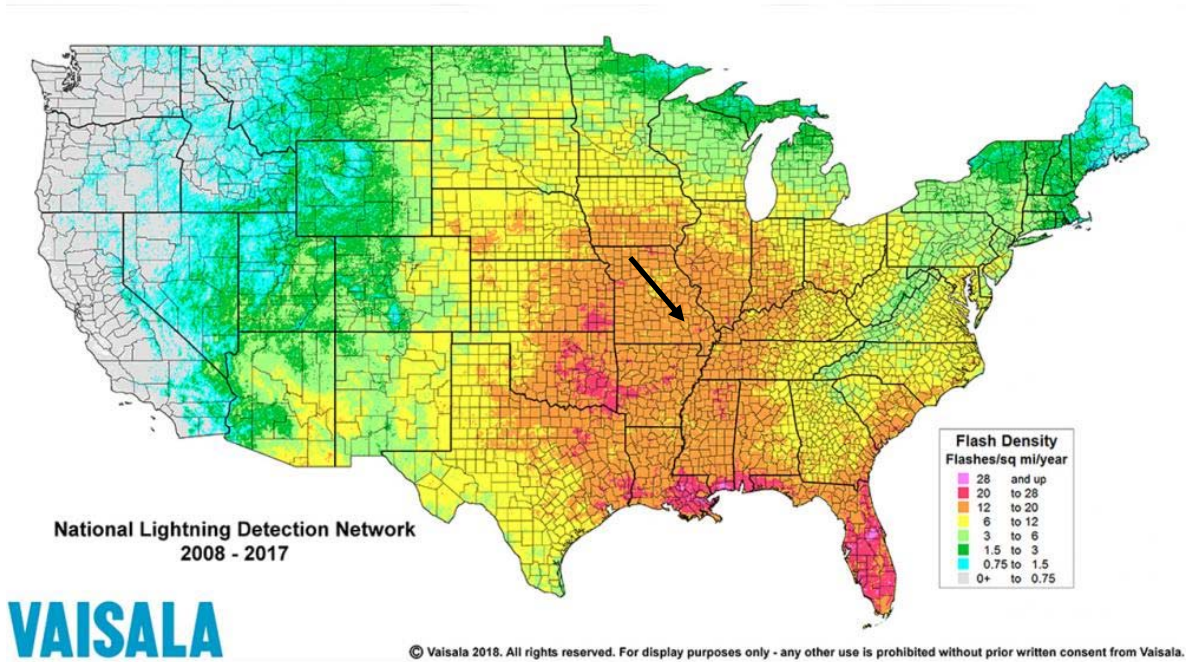 Flash Density
Flashes/sq mi/year
28 and up
20 to 28
12 to 20
6 to 12
3 to 6
1.5 to 3
0.75 to 1.5
0+ to 0.75
National Lightning Detection Network
2008 - 2017
VAISALA
© Vaisala 2018. All rights reserved. For display purposes only - any other use is prohibited without prior written consent from Vaisala.